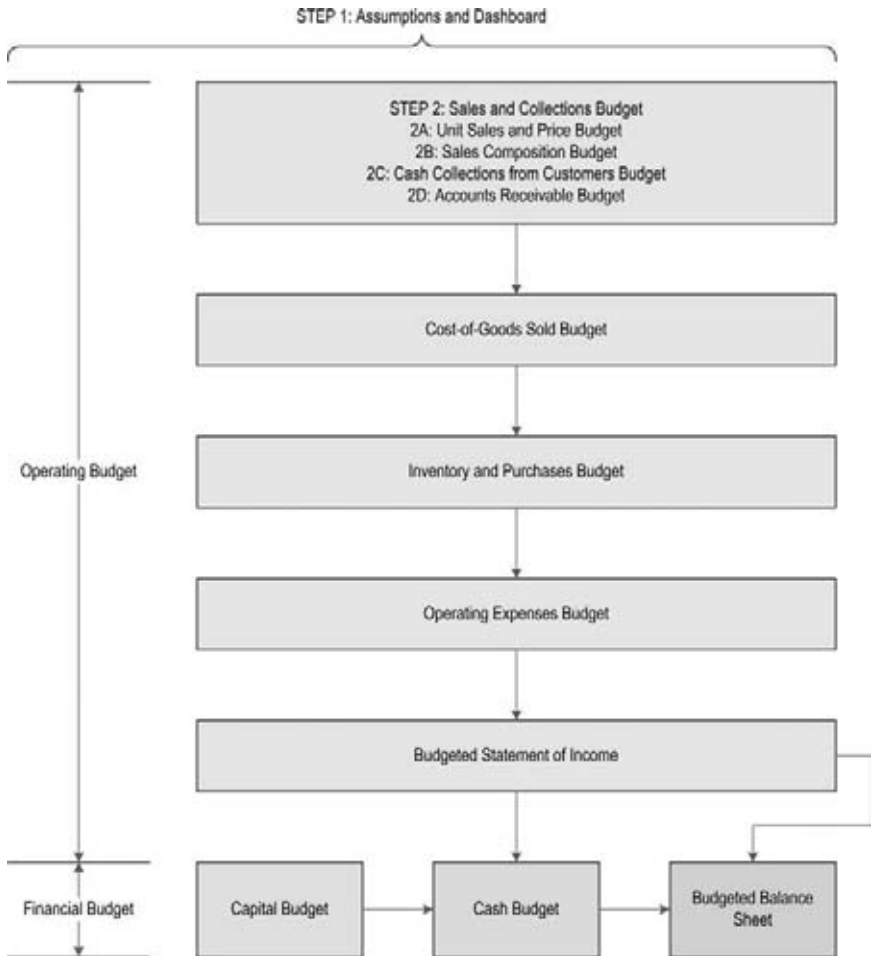 STEP 1: Assumptions and Dashboard
STEP 2: Sales and Collections Budget
2A: Unit Sales and Price Budget
2B: Sales Composition Budget
2C: Cash Collections from Customers Budget
2D: Accounts Receivable Budget
Cost-of-Goods Sold Budget
Operating Budget
Inventory and Purchases Budget
Operating Expenses Budget
Budgeted Statement of Income
Financial Budget
Capital Budget
Cash Budget
Budgeted Balance
Sheet